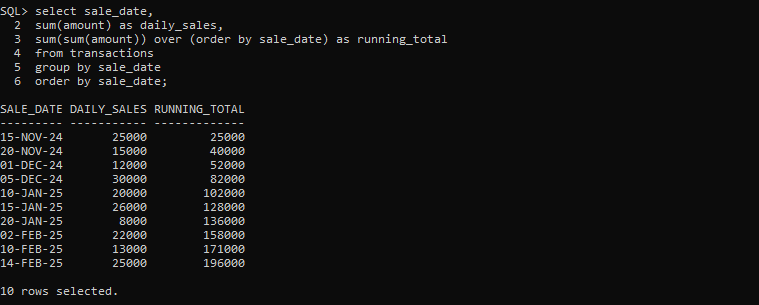 SQL> select sale_date,
  2  sum(amount) as daily_sales,
  3  sum(sum(amount)) over (order by sale_date) as running_total
  4  from transactions
  5  group by sale_date
  6  order by sale_date;
SALE_DATE DAILY_SALES RUNNING_TOTAL
--------- ----------- -------------
15-NOV-24       25000         25000
20-NOV-24       15000         40000
01-DEC-24       12000         52000
05-DEC-24       30000         82000
10-JAN-25       20000        102000
15-JAN-25       26000        128000
20-JAN-25        8000        136000
02-FEB-25       22000        158000
10-FEB-25       13000        171000
14-FEB-25       25000        196000
10 rows selected.